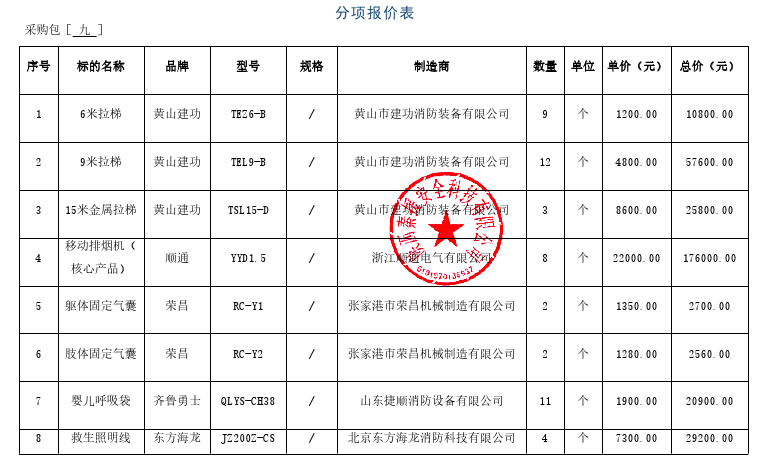 分项报价表
采购包［ 九 ］
序号 标的名称 品牌 型号 规格 制造商 数量 单位 单价（元） 总价（元）
1 6米拉梯 黄山建功 TEZ6-B / 黄山市建功消防装备有限公司 9 个 1200.00 10800.00
2 9米拉梯 黄山建功 TEL9-B / 黄山市建功消防装备有限公司 12 个 4800.00 57600.00
3 15米金属拉梯 黄山建功 TSL15-D / 黄山市建功消防装备有限公司 3 个 8600.00 25800.00
4 移动排烟机（ 顺通 YYD1.5 / 浙江顺通电气有限公司 8 个 22000.00 176000.00
核心产品）
5 躯体固定气囊 荣昌 RC-Y1 / 张家港市荣昌机械制造有限公司 2 个 1350.00 2700.00
6 肢体固定气囊 荣昌 RC-Y2 / 张家港市荣昌机械制造有限公司 2 个 1280.00 2560.00
7 婴儿呼吸袋 齐鲁勇士 QLYS-CH38 / 山东捷顺消防设备有限公司 11 个 1900.00 20900.00
8 救生照明线 东方海龙 JZ200Z-CS / 北京东方海龙消防科技有限公司 4 个 7300.00 29200.00
安全科技有限公司